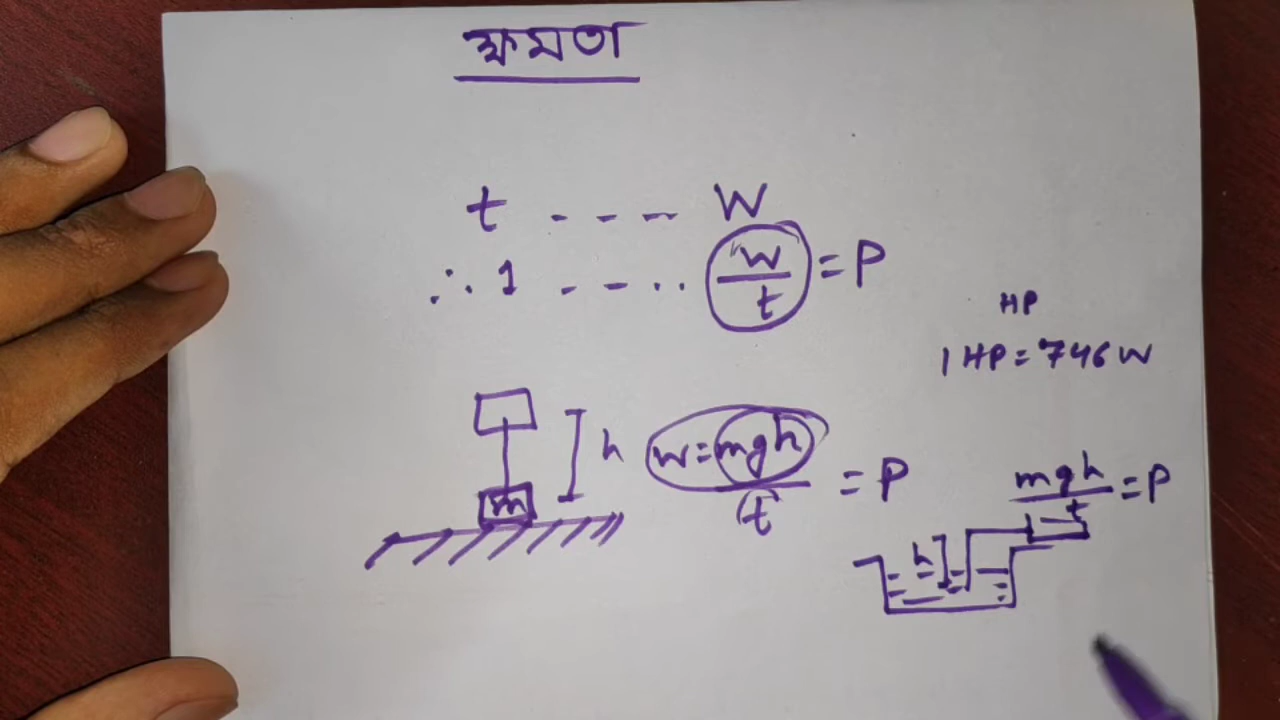 ক্ষমতা
t - - - - W
∴ 1 - - - .. W/t = P
HP
1 HP = 746 W
h
W = mgh/t = P
m
mgh/t = P
h